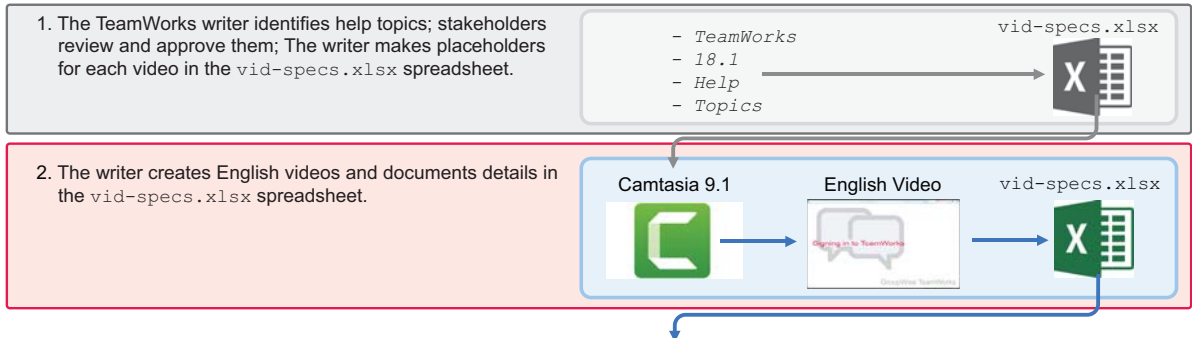 1. The TeamWorks writer identifies help topics; stakeholders
review and approve them; The writer makes placeholders
for each video in the vid-specs.xlsx spreadsheet.
- TeamWorks
- 18.1
- Help
- Topics
vid-specs.xlsx
X
2. The writer creates English videos and documents details in
the vid-specs.xlsx spreadsheet.
Camtasia 9.1
English Video
vid-specs.xlsx
C
Signing in to TeamWorks
GroupWise TeamWorks
X